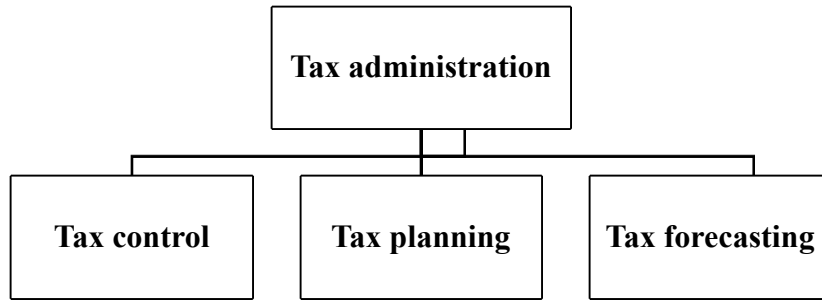 Tax administration
Tax control
Tax planning
Tax forecasting